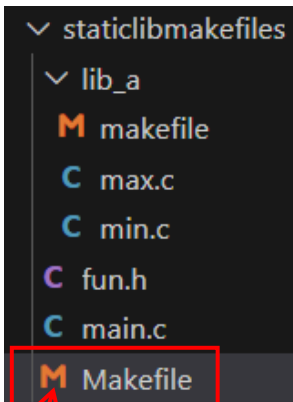 staticlibmakefiles
lib_a
M makefile
C max.c
C min.c
C fun.h
C main.c
M Makefile